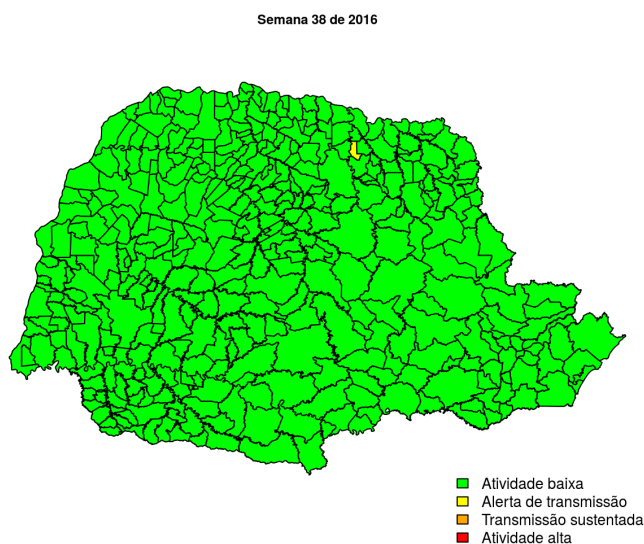 Semana 38 de 2016
Atividade baixa
Alerta de transmissão
Transmissão sustentada
Atividade alta